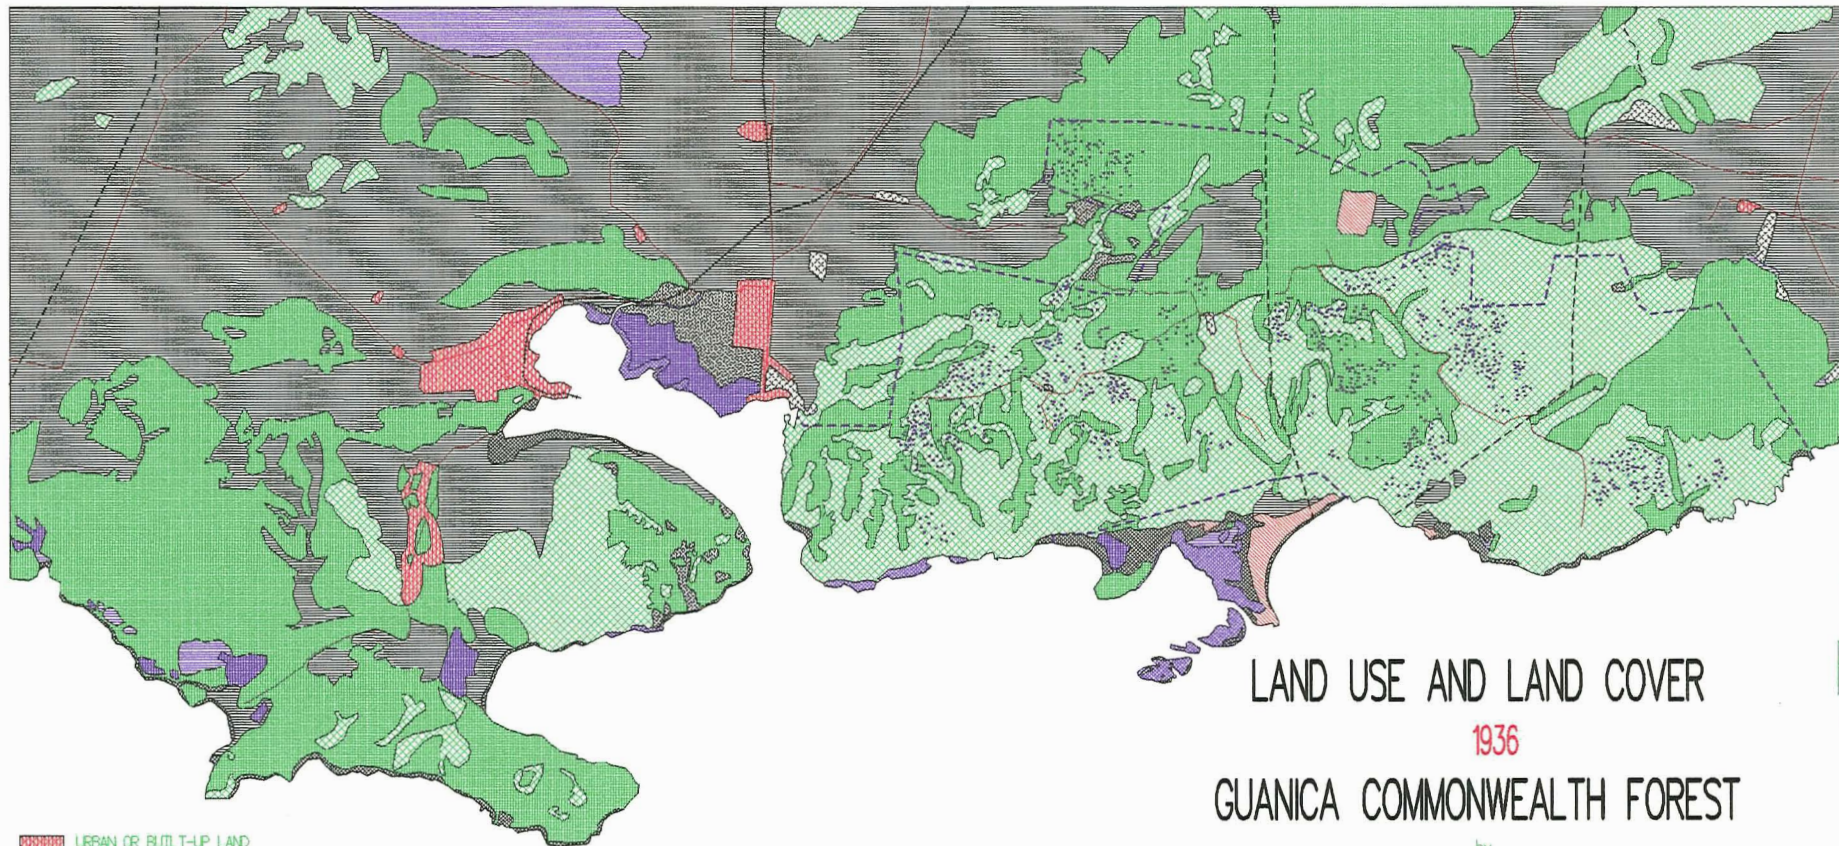 LAND USE AND LAND COVER
1936
GUANICA COMMONWEALTH FOREST
URBAN OR BUILT-UP LAND